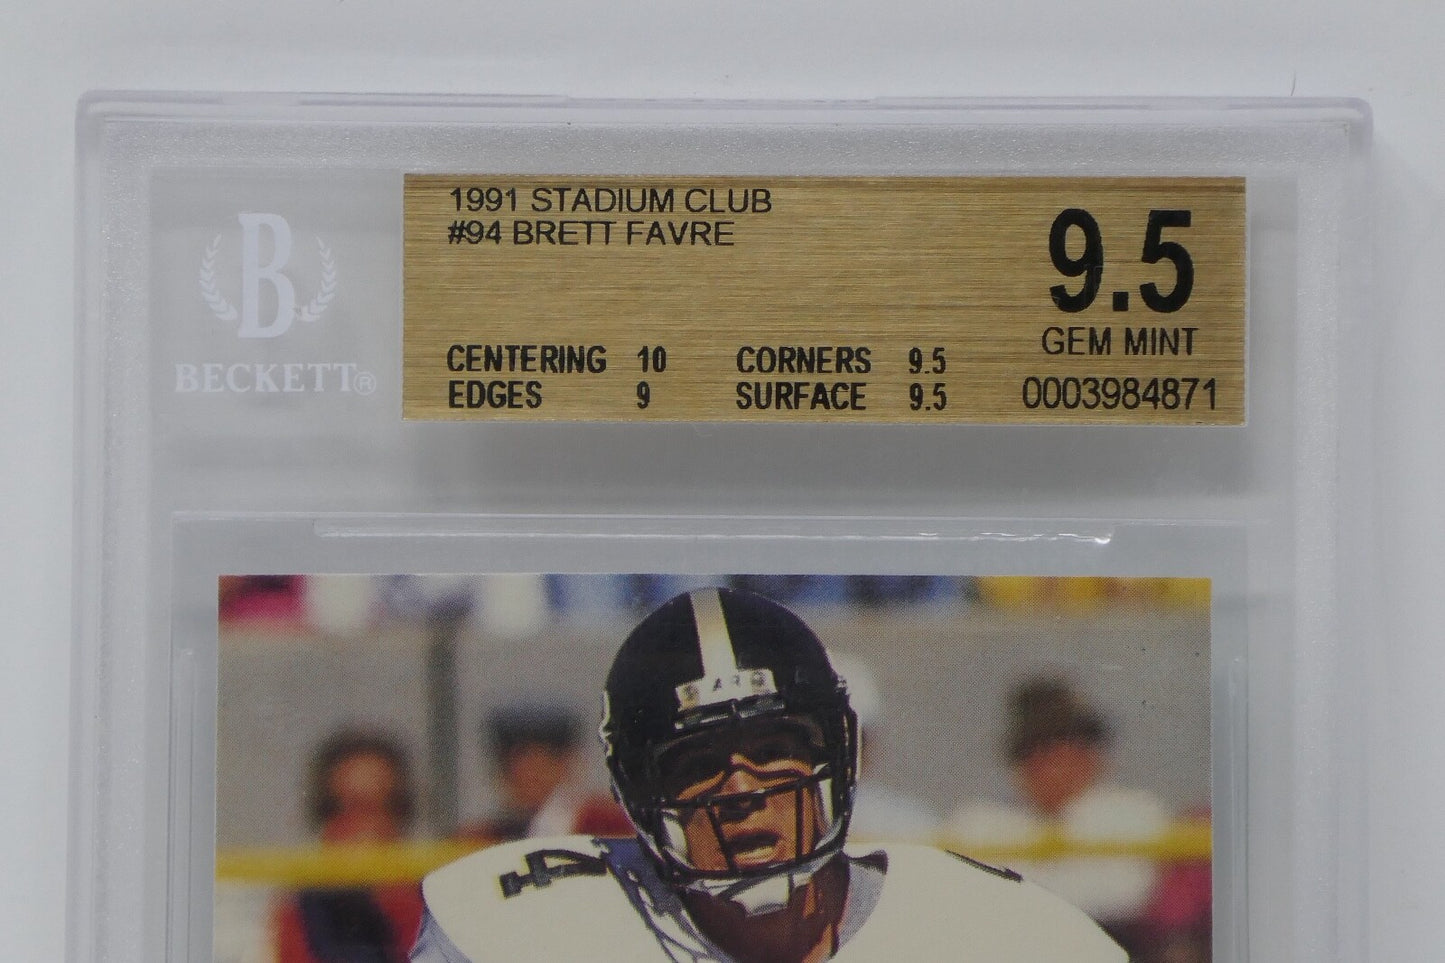 1991 STADIUM CLUB
#94 BRETT FAVRE
9.5
GEM MINT
CENTERING 10 CORNERS 9.5
EDGES 9 SURFACE 9.5
0003984871
B
BECKETT®
4